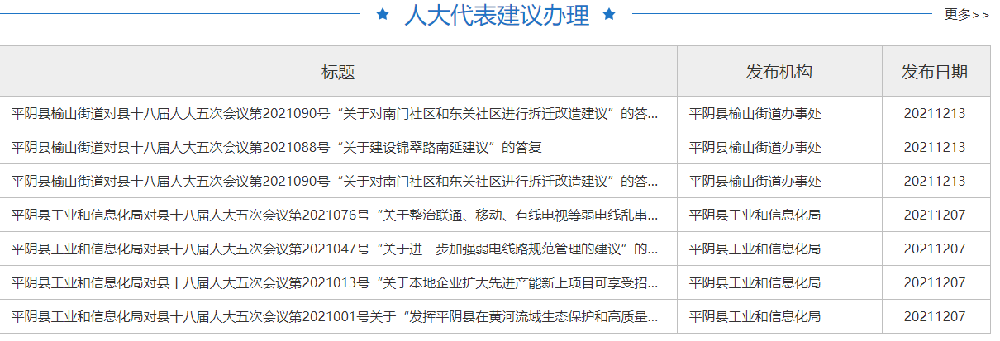 人大代表建议办理
更多>>
标题 发布机构 发布日期
平阴县榆山街道对县十八届人大五次会议第2021090号“关于对南门社区和东关社区进行拆迁改造建议”的答... 平阴县榆山街道办事处 20211213
平阴县榆山街道对县十八届人大五次会议第2021088号“关于建设锦翠路南延建议”的答复 平阴县榆山街道办事处 20211213
平阴县榆山街道对县十八届人大五次会议第2021090号“关于对南门社区和东关社区进行拆迁改造建议”的答... 平阴县榆山街道办事处 20211213
平阴县工业和信息化局对县十八届人大五次会议第2021076号“关于整治联通、移动、有线电视等弱电线乱串... 平阴县工业和信息化局 20211207
平阴县工业和信息化局对县十八届人大五次会议第2021047号“关于进一步加强弱电线路规范管理的建议”的... 平阴县工业和信息化局 20211207
平阴县工业和信息化局对县十八届人大五次会议第2021013号“关于本地企业扩大先进产能新上项目可享受招... 平阴县工业和信息化局 20211207
平阴县工业和信息化局对县十八届人大五次会议第2021001号关于“发挥平阴县在黄河流域生态保护和高质量... 平阴县工业和信息化局 20211207